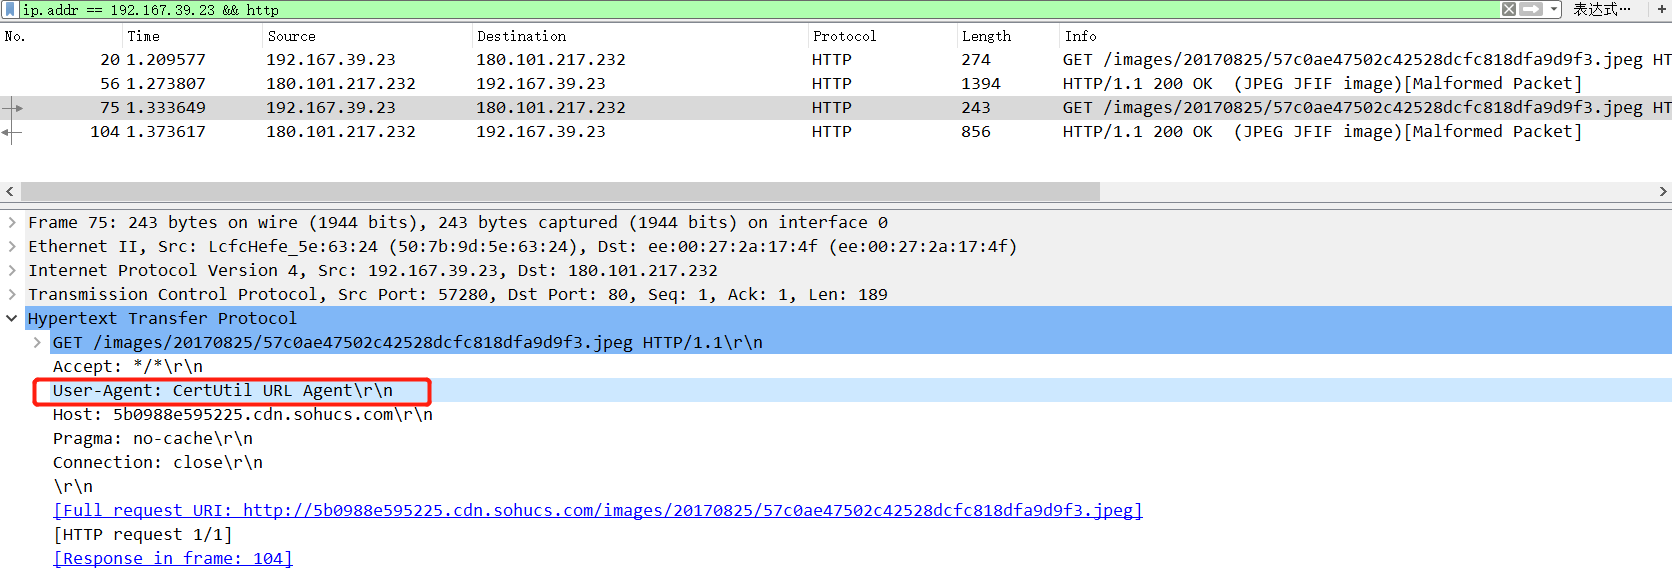 ip.addr == 192.167.39.23 && http 表达式… +
No. Time Source Destination Protocol Length Info
20 1.209577 192.167.39.23 180.101.217.232 HTTP 274 GET /images/20170825/57c0ae47502c42528dcfc818dfa9d9f3.jpeg HT
56 1.273807 180.101.217.232 192.167.39.23 HTTP 1394 HTTP/1.1 200 OK (JPEG JFIF image)[Malformed Packet]
75 1.333649 192.167.39.23 180.101.217.232 HTTP 243 GET /images/20170825/57c0ae47502c42528dcfc818dfa9d9f3.jpeg HT
104 1.373617 180.101.217.232 192.167.39.23 HTTP 856 HTTP/1.1 200 OK (JPEG JFIF image)[Malformed Packet]
Frame 75: 243 bytes on wire (1944 bits), 243 bytes captured (1944 bits) on interface 0
Ethernet II, Src: LcfcHefe_5e:63:24 (50:7b:9d:5e:63:24), Dst: ee:00:27:2a:17:4f (ee:00:27:2a:17:4f)
Internet Protocol Version 4, Src: 192.167.39.23, Dst: 180.101.217.232
Transmission Control Protocol, Src Port: 57280, Dst Port: 80, Seq: 1, Ack: 1, Len: 189
Hypertext Transfer Protocol
GET /images/20170825/57c0ae47502c42528dcfc818dfa9d9f3.jpeg HTTP/1.1\r\n
Accept: */*\r\n
User-Agent: CertUtil URL Agent\r\n
Host: 5b0988e595225.cdn.sohucs.com\r\n
Pragma: no-cache\r\n
Connection: close\r\n
\r\n
[Full request URI: http://5b0988e595225.cdn.sohucs.com/images/20170825/57c0ae47502c42528dcfc818dfa9d9f3.jpeg]
[HTTP request 1/1]
[Response in frame: 104]